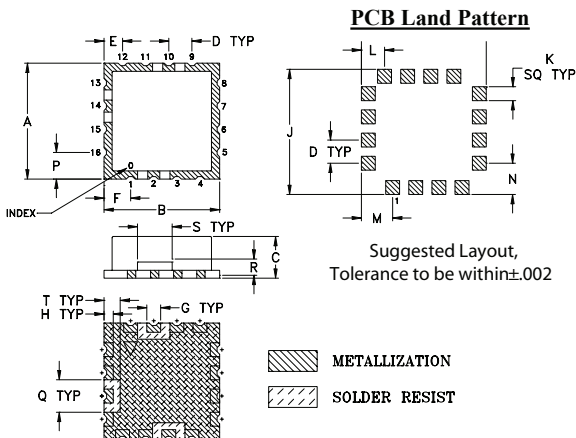 PCB Land Pattern
E
D TYP
12 11 10 9
13
14
15
16
8
7
6
5
A
P
F
0
1 2 3 4
INDEX
B
L
K
SQ TYP
J
D TYP
N
1
M
S TYP
R
C
Suggested Layout,
Tolerance to be within±.002
T TYP
H TYP
G TYP
Q TYP
METALLIZATION
SOLDER RESIST